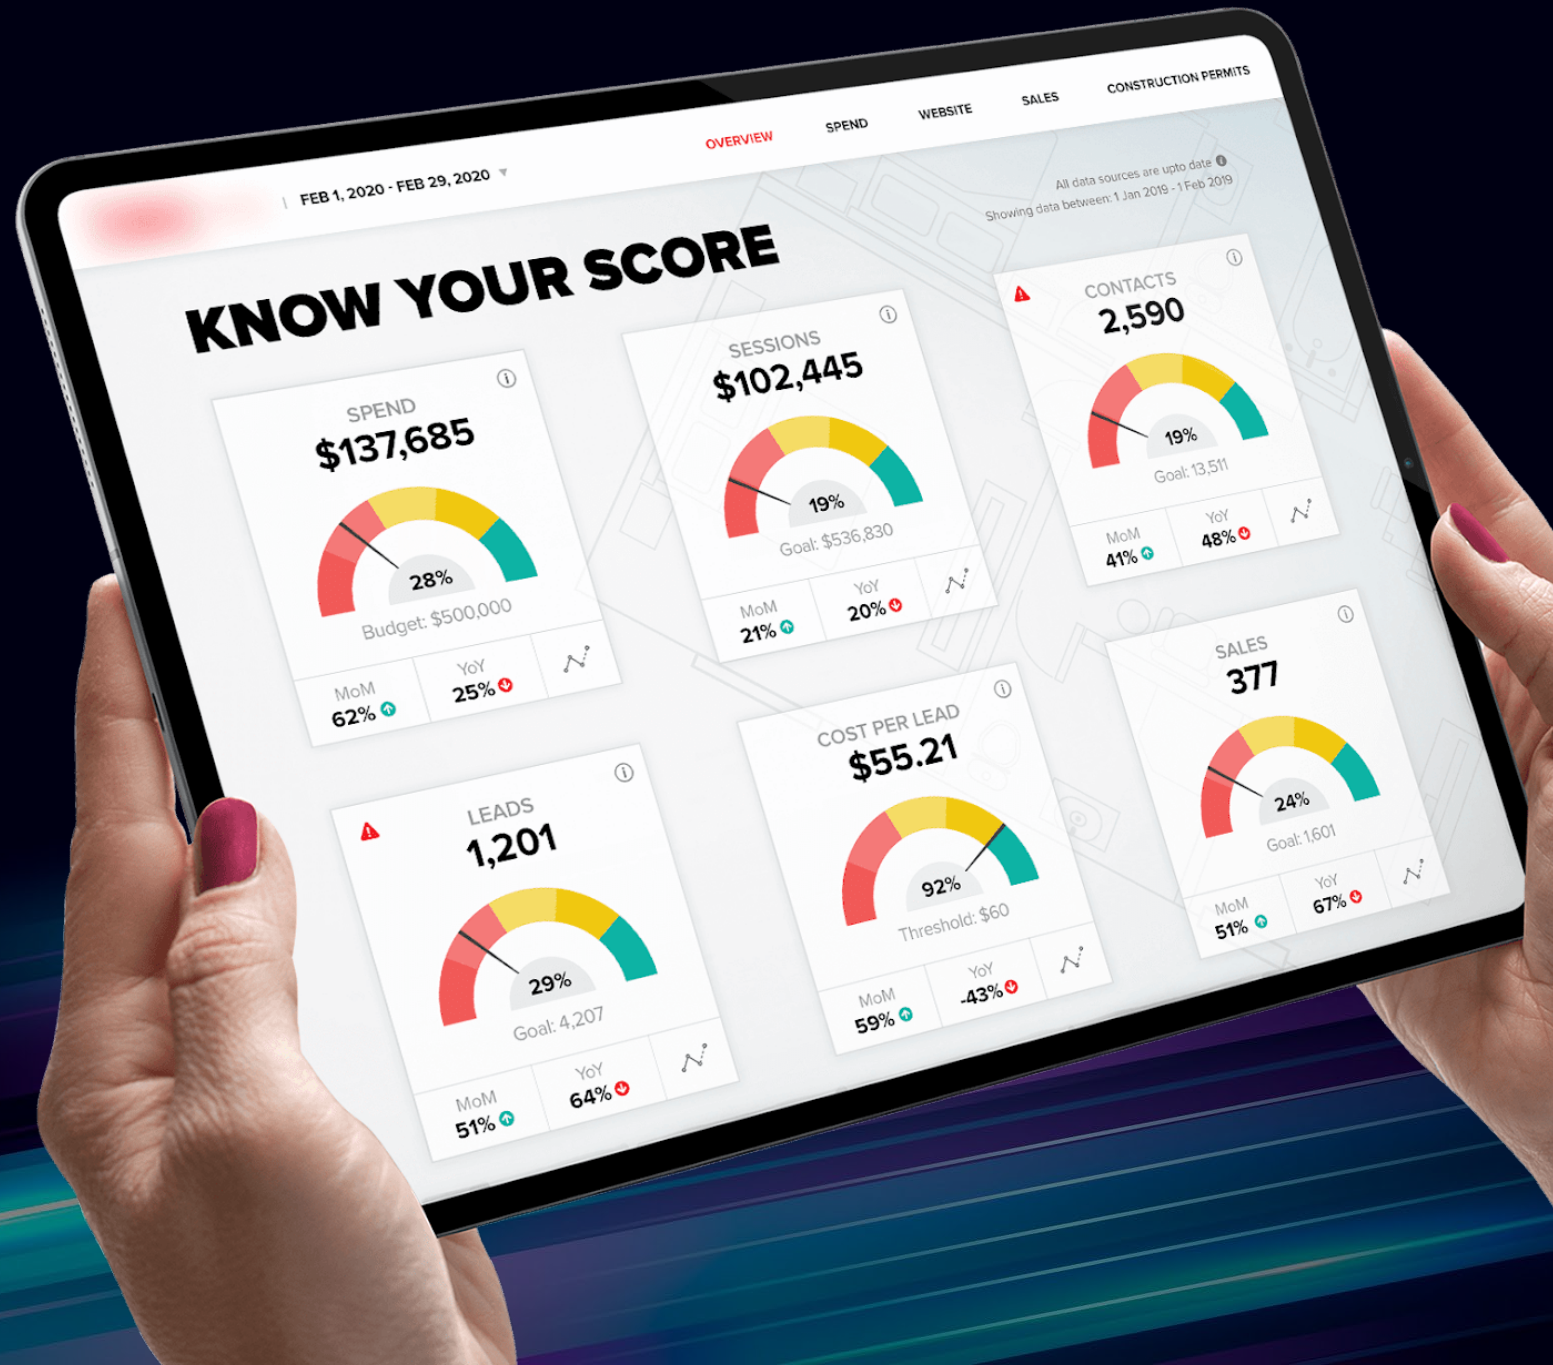 FEB 1, 2020 - FEB 29, 2020
OVERVIEW
SPEND
WEBSITE
SALES
CONSTRUCTION PERMITS
All data sources are upto date
Showing data between: 1 Jan 2019 - 1 Feb 2019
KNOW YOUR SCORE
SPEND
$137,685
28%
Budget: $500,000
MoM
62%
YoY
25%
SESSIONS
$102,445
19%
Goal: $536,830
MoM
21%
YoY
20%
CONTACTS
2,590
19%
Goal: 13,511
MoM
41%
YoY
48%
LEADS
1,201
29%
Goal: 4,207
MoM
51%
YoY
64%
COST PER LEAD
$55.21
92%
Threshold: $60
MoM
59%
YoY
-43%
SALES
377
24%
Goal: 1,601
MoM
51%
YoY
67%